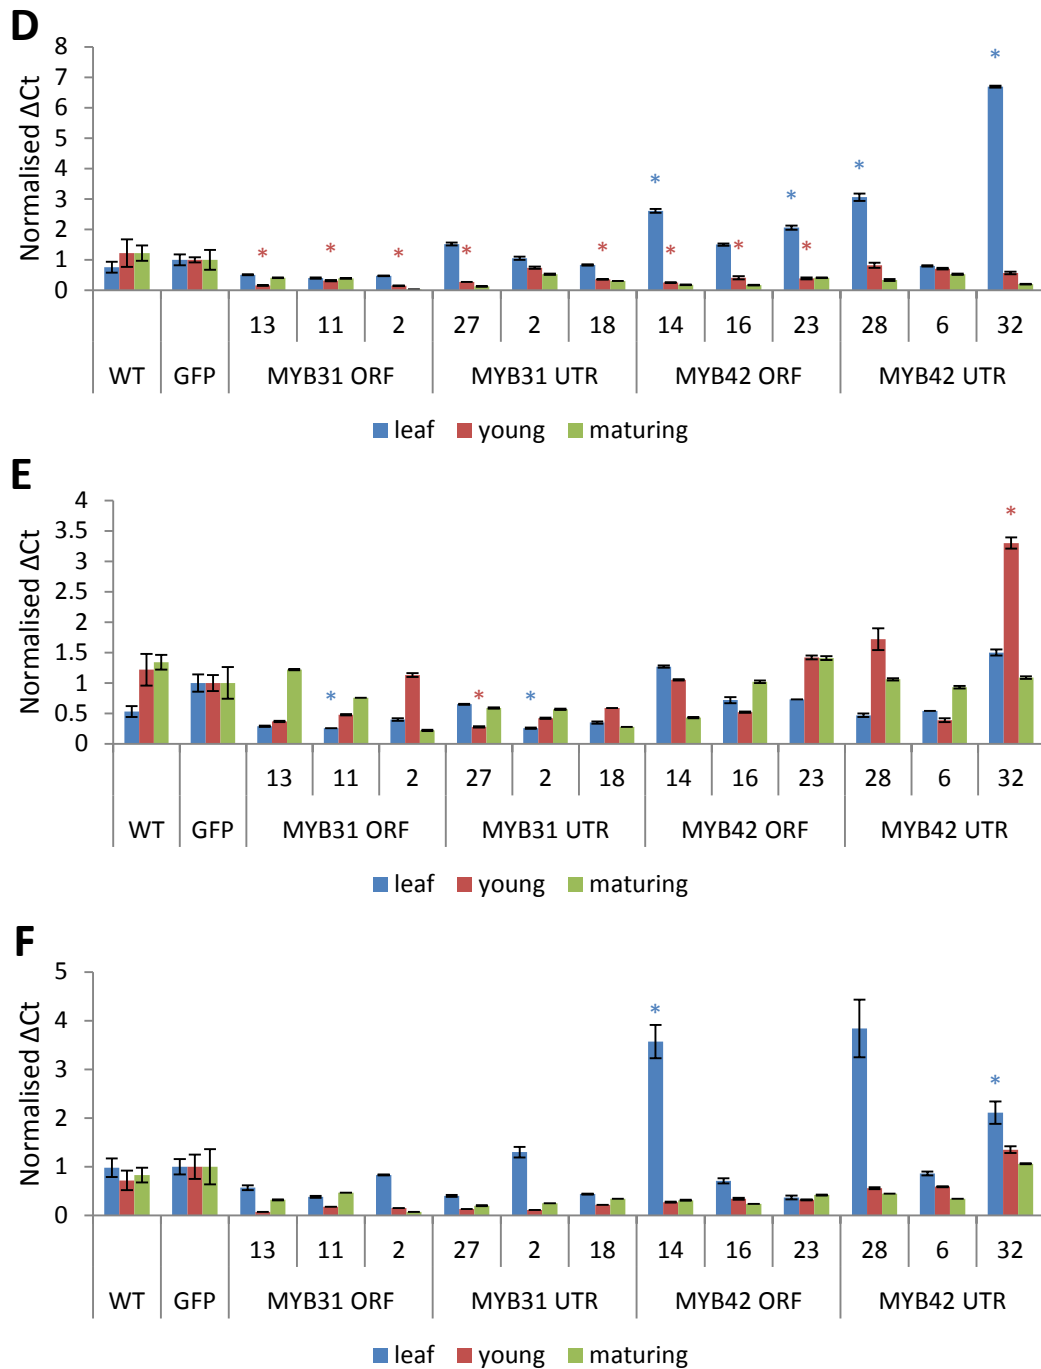 D
Normalised ΔCt
8
7
6
5
4
3
2
1
0
* * * * * * * * * * * *
13 11 2 27 2 18 14 16 23 28 6 32
WT GFP MYB31 ORF MYB31 UTR MYB42 ORF MYB42 UTR
leaf young maturing
E
Normalised ΔCt
4
3.5
3
2.5
2
1.5
1
0.5
0
* * * *
13 11 2 27 2 18 14 16 23 28 6 32
WT GFP MYB31 ORF MYB31 UTR MYB42 ORF MYB42 UTR
leaf young maturing
F
Normalised ΔCt
5
4
3
2
1
0
* *
13 11 2 27 2 18 14 16 23 28 6 32
WT GFP MYB31 ORF MYB31 UTR MYB42 ORF MYB42 UTR
leaf young maturing